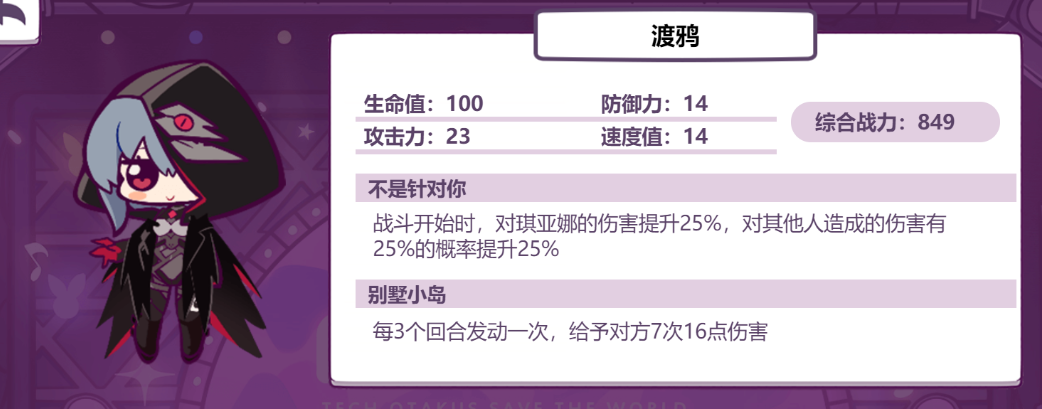 渡鸦
生命值：100 防御力：14
综合战力：849
攻击力：23 速度值：14
不是针对你
战斗开始时，对琪亚娜的伤害提升25%，对其他人造成的伤害有
25%的概率提升25%
别墅小岛
每3个回合发动一次，给予对方7次16点伤害
TECH OTAKUS SAVE THE WORLD